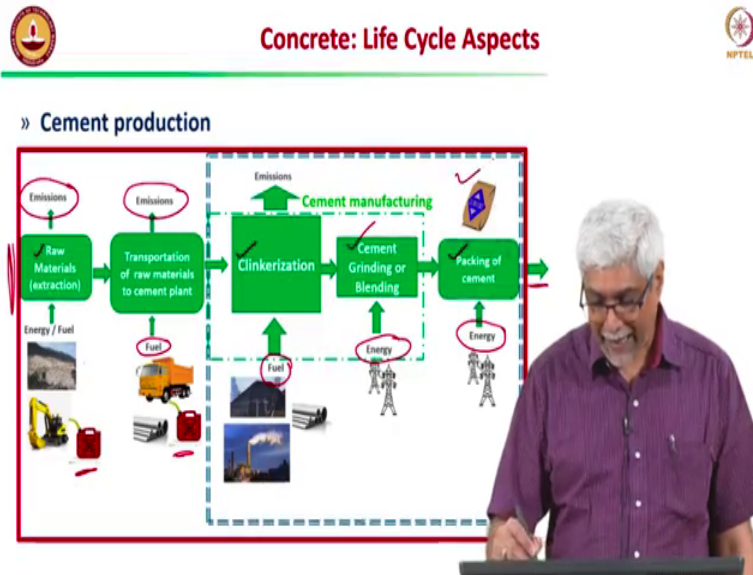 Concrete: Life Cycle Aspects
NPTEL
» Cement production
Emissions
Emissions
Emissions
Cement manufacturing
Raw
Materials
(extraction)
Transportation
of raw materials
to cement plant
Clinkerization
Cement
Grinding or
Blending
Packing of
cement
Energy / Fuel
Fuel
Fuel
Energy
Energy